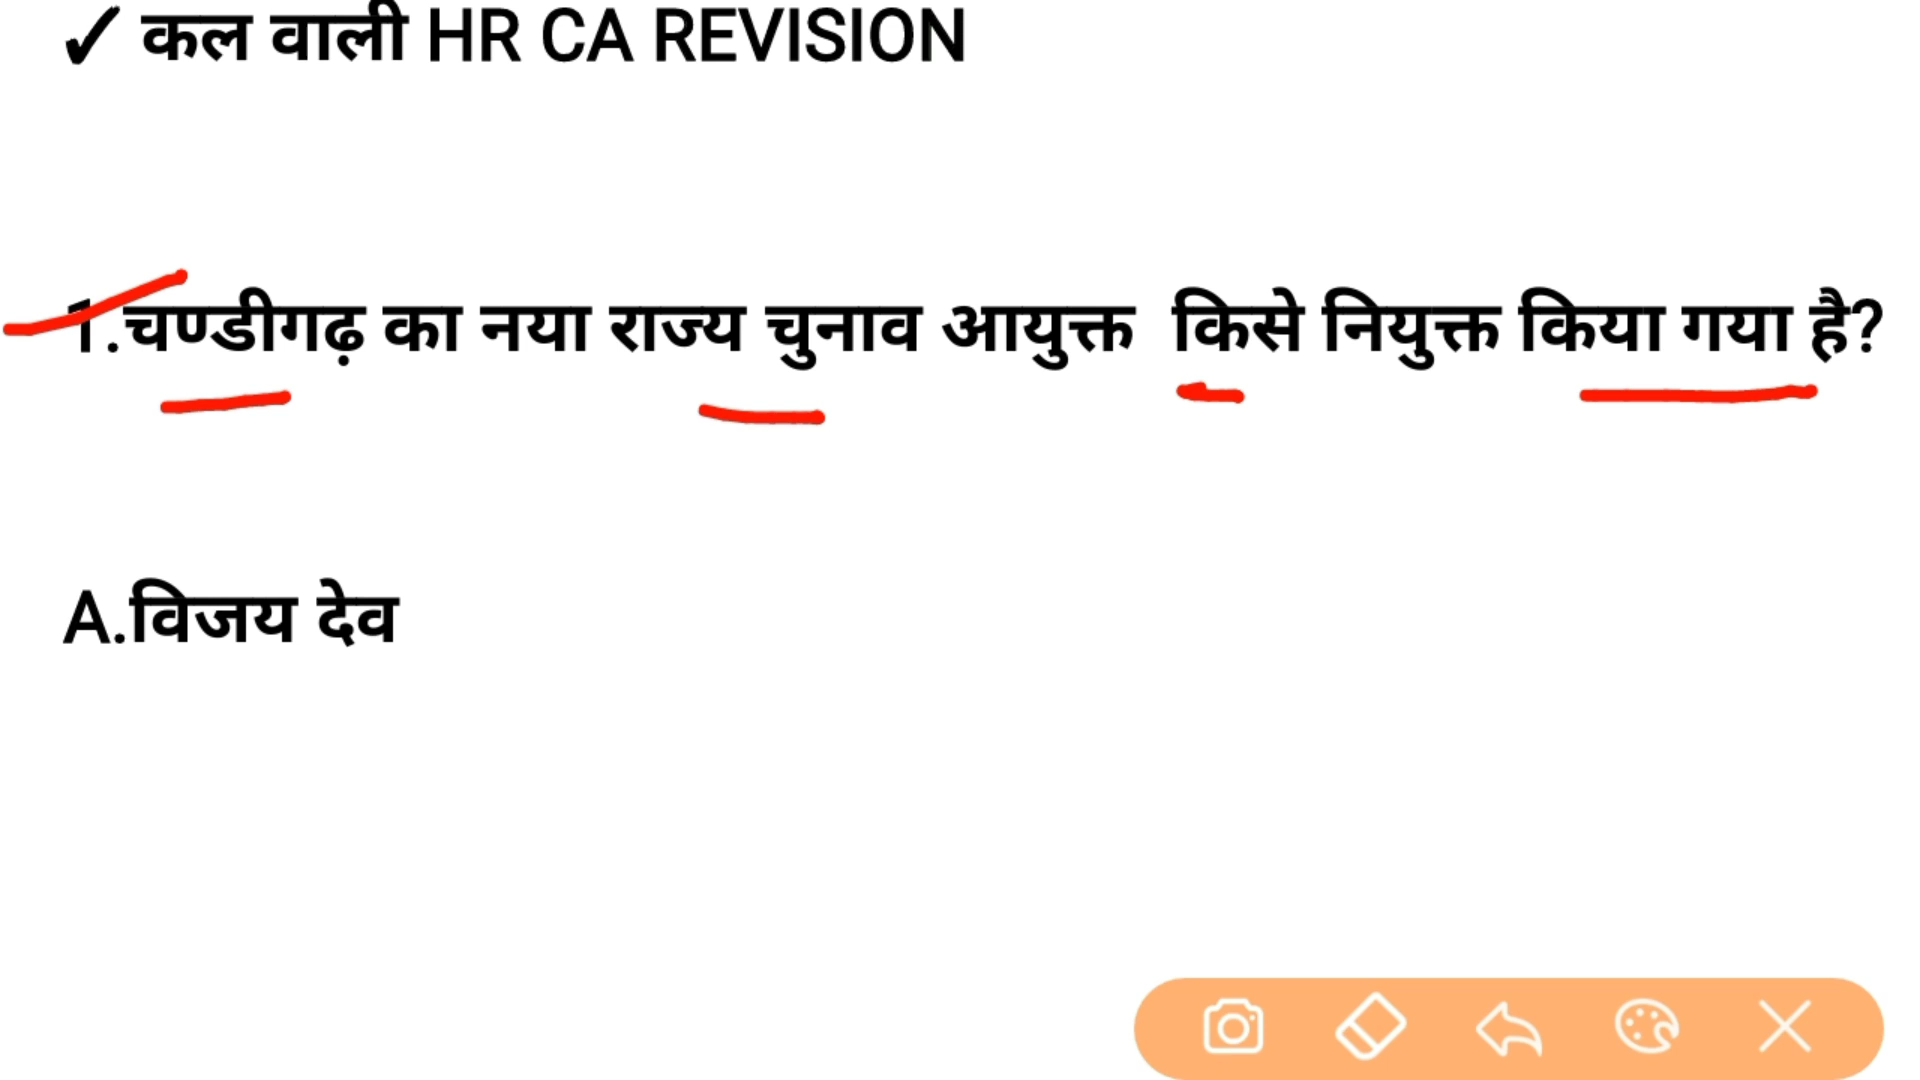 ✓ कल वाली HR CA REVISION
1.चण्डीगढ़ का नया राज्य चुनाव आयुक्त किसे नियुक्त किया गया है?
A.विजय देव